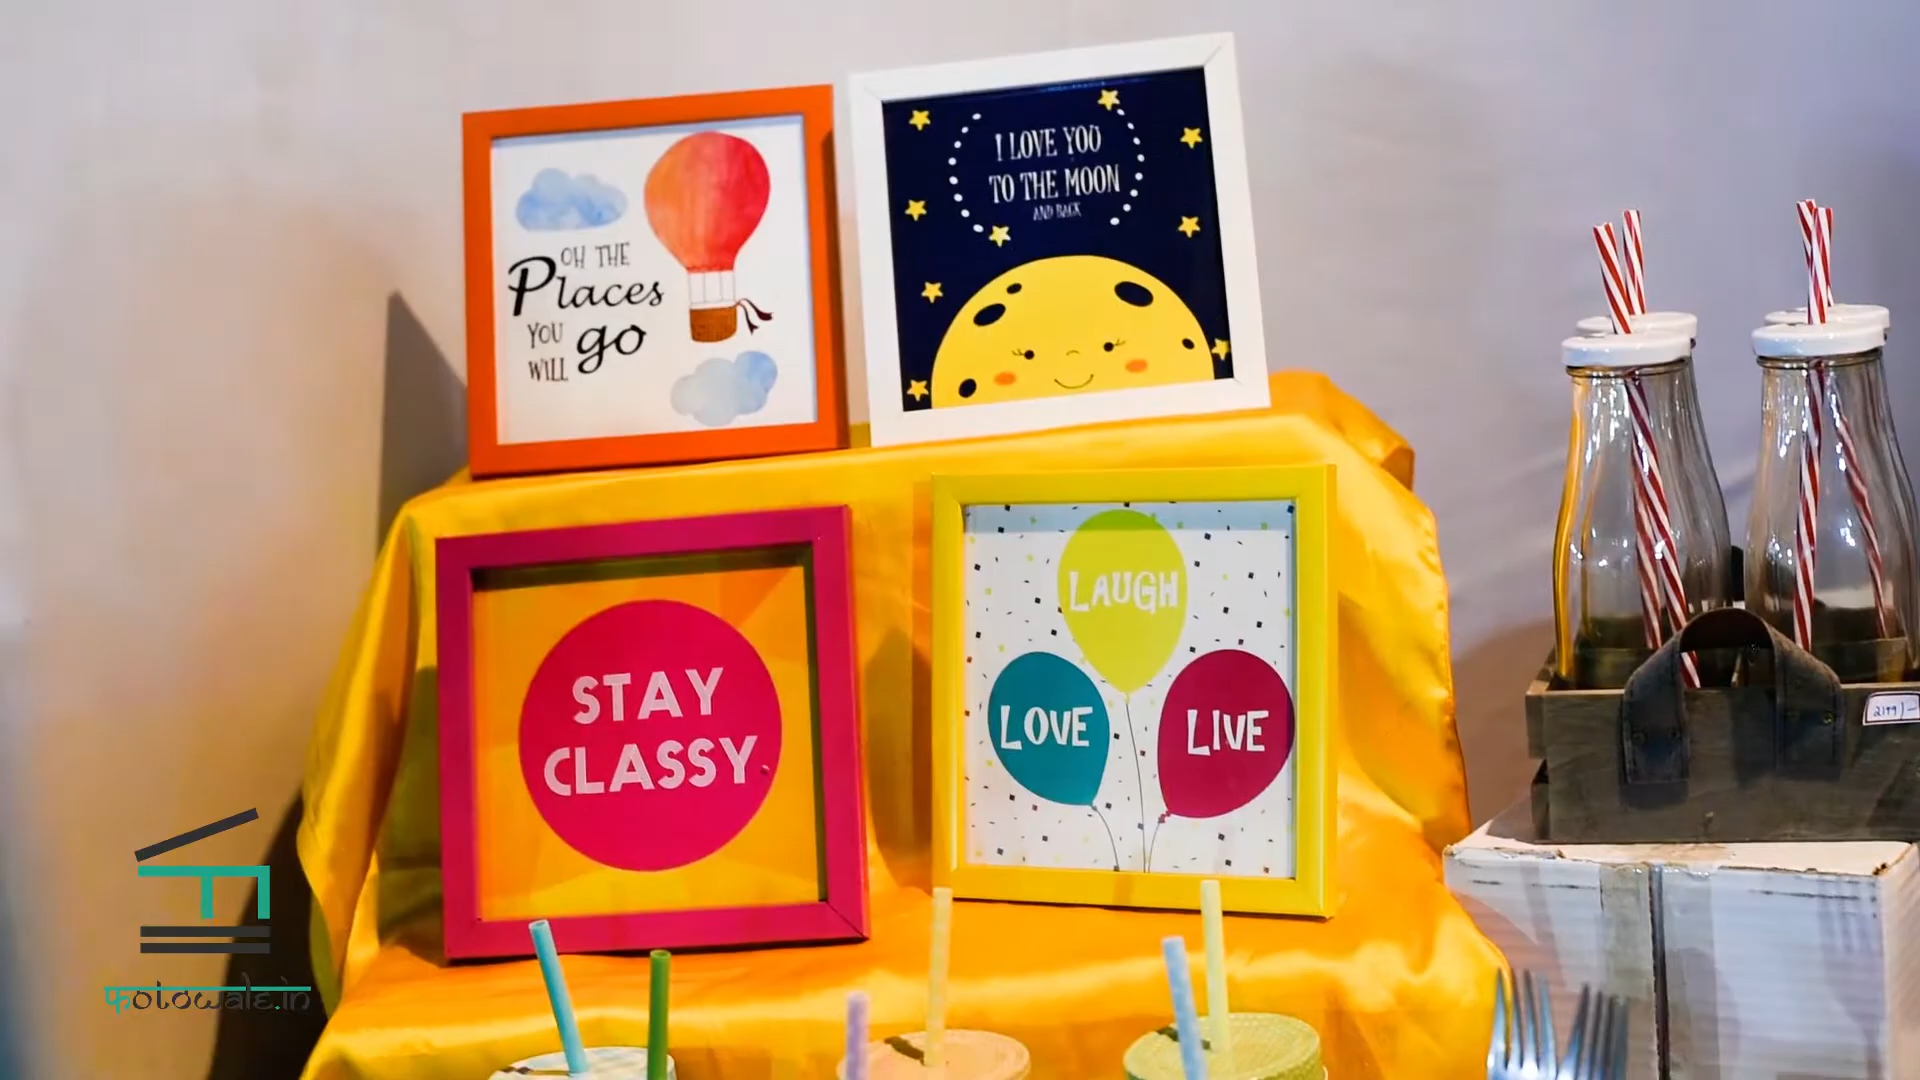 OH THE
Places
YOU
WILL go
I LOVE YOU
TO THE MOON
AND BACK
STAY
CLASSY.
LAUGH
LOVE
LIVE
2199/-
फotowale.in